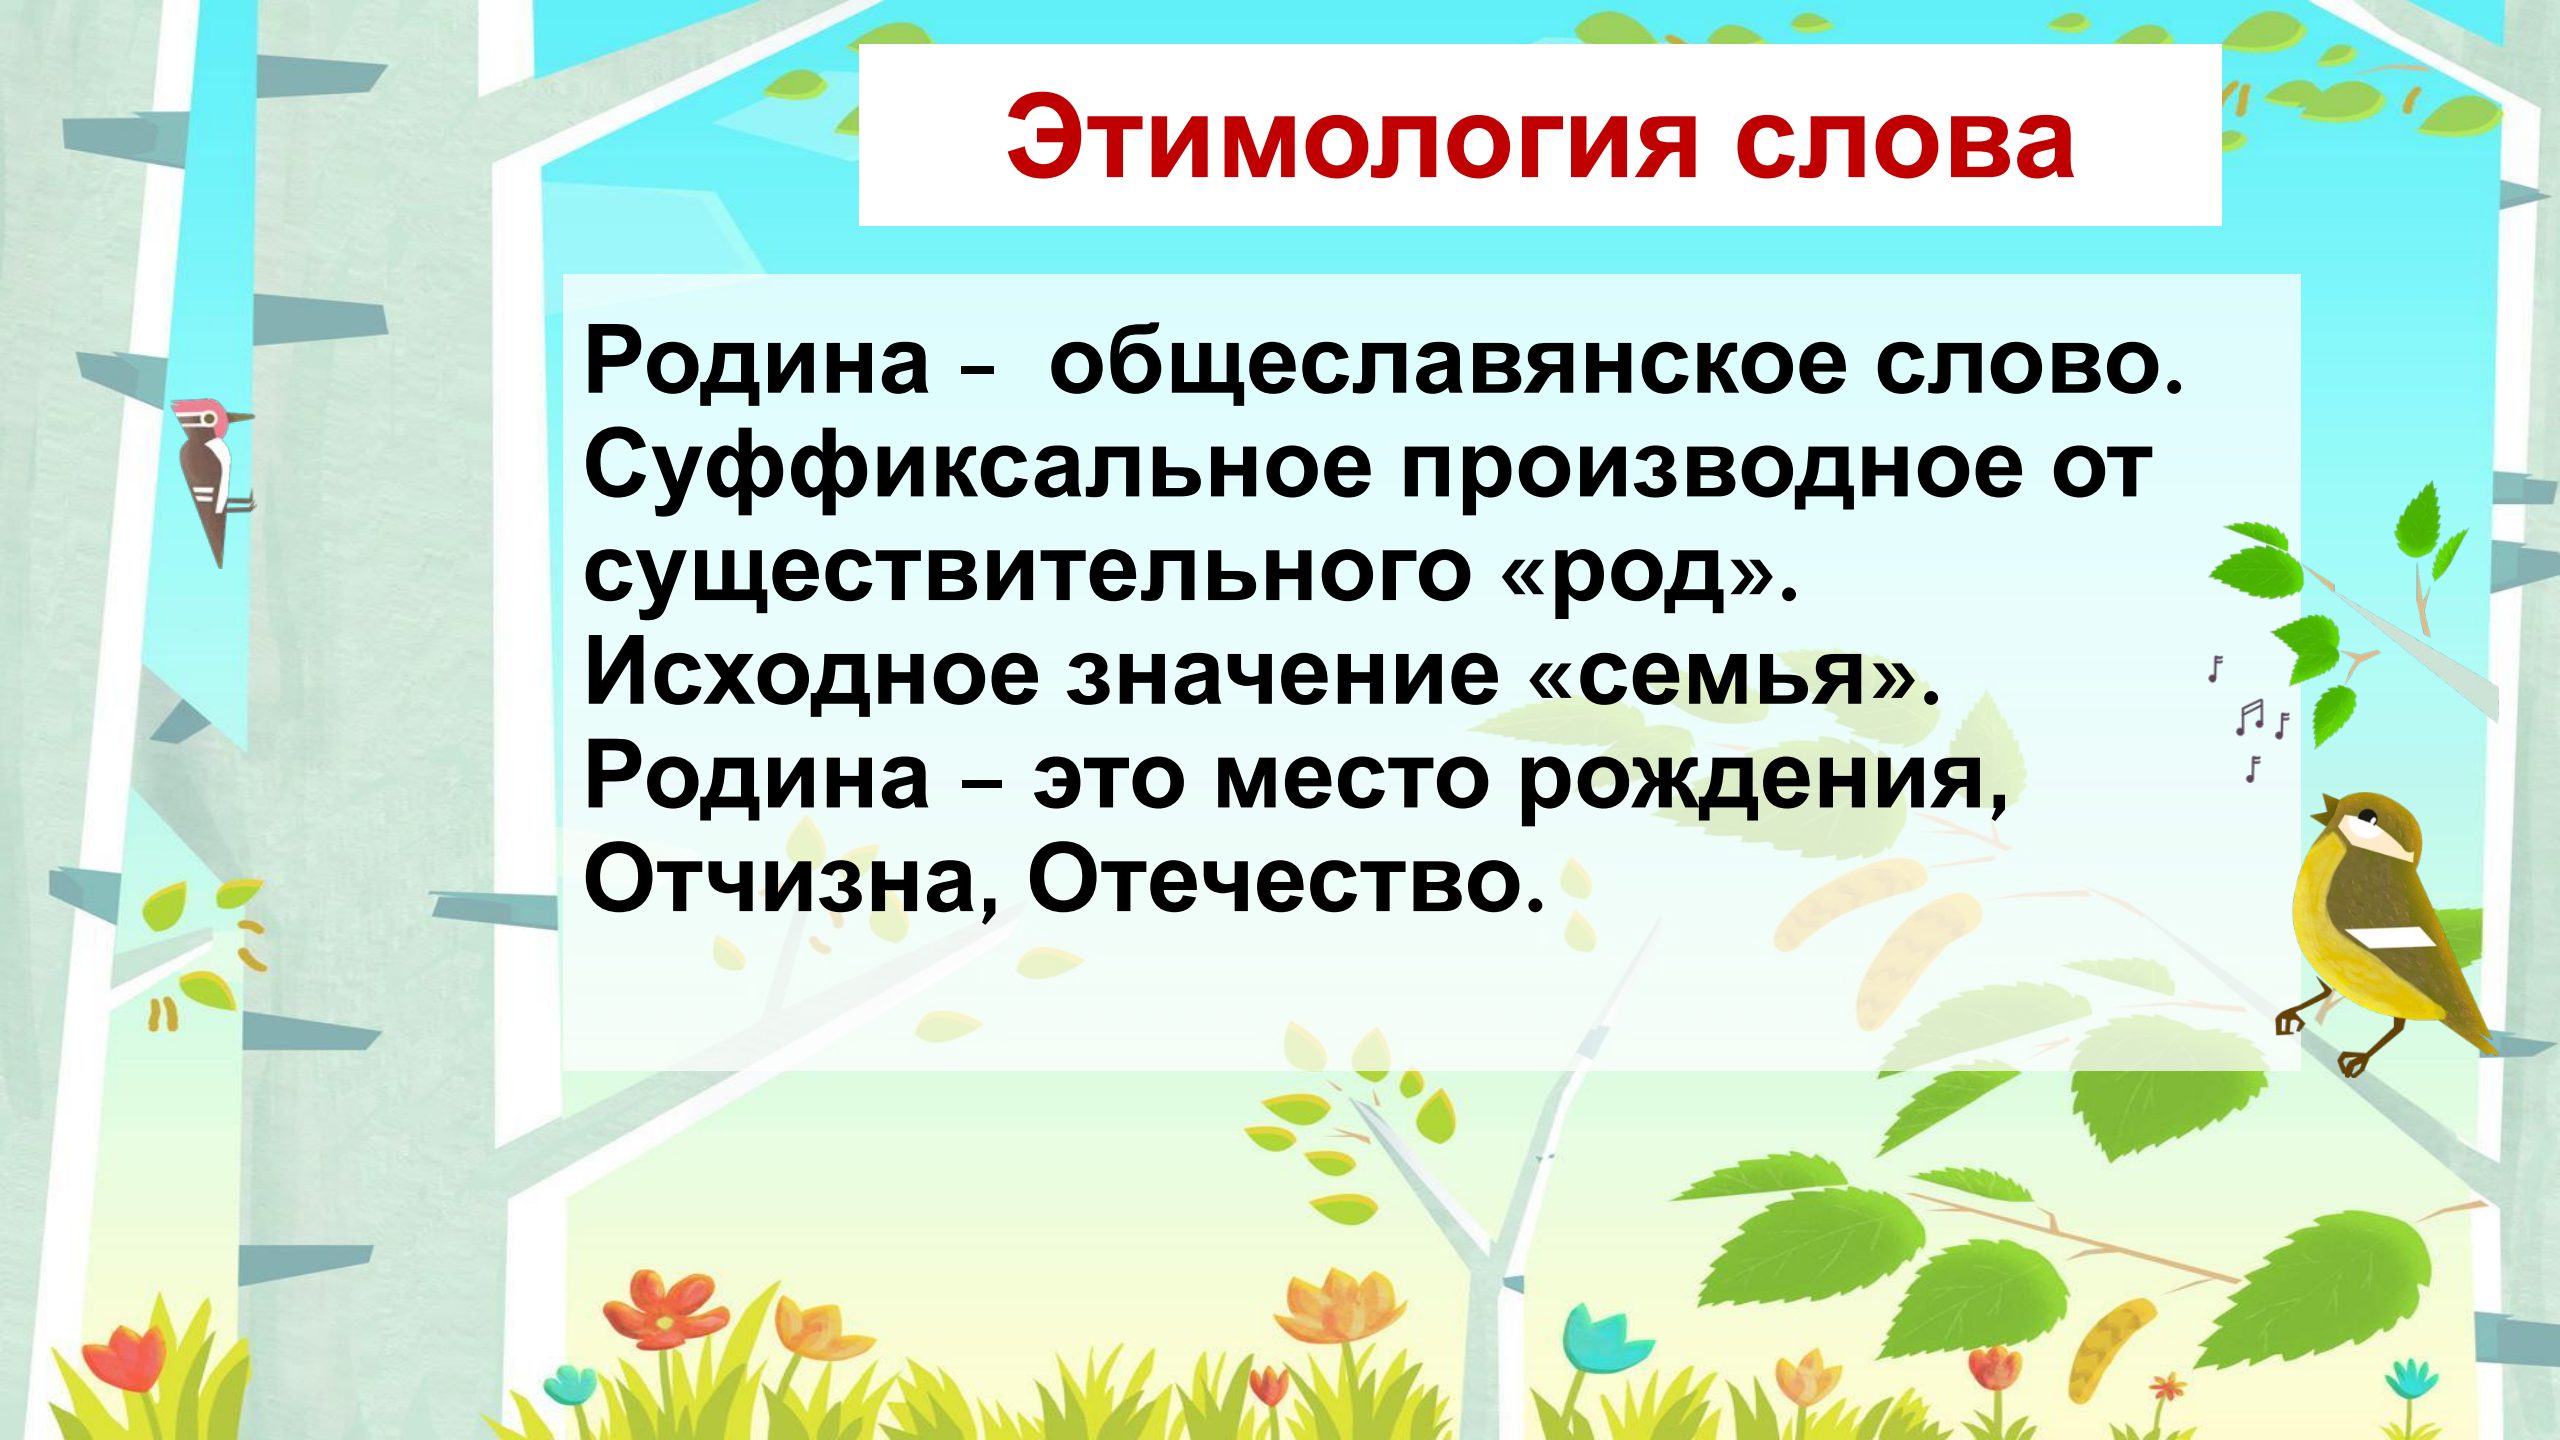 Этимология слова
Родина – общеславянское слово.
Суффиксальное производное от
существительного «род».
Исходное значение «семья».
Родина – это место рождения,
Отчизна, Отечество.